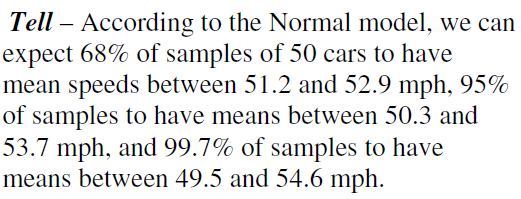 Tell – According to the Normal model, we can
expect 68% of samples of 50 cars to have
mean speeds between 51.2 and 52.9 mph, 95%
of samples to have means between 50.3 and
53.7 mph, and 99.7% of samples to have
means between 49.5 and 54.6 mph.